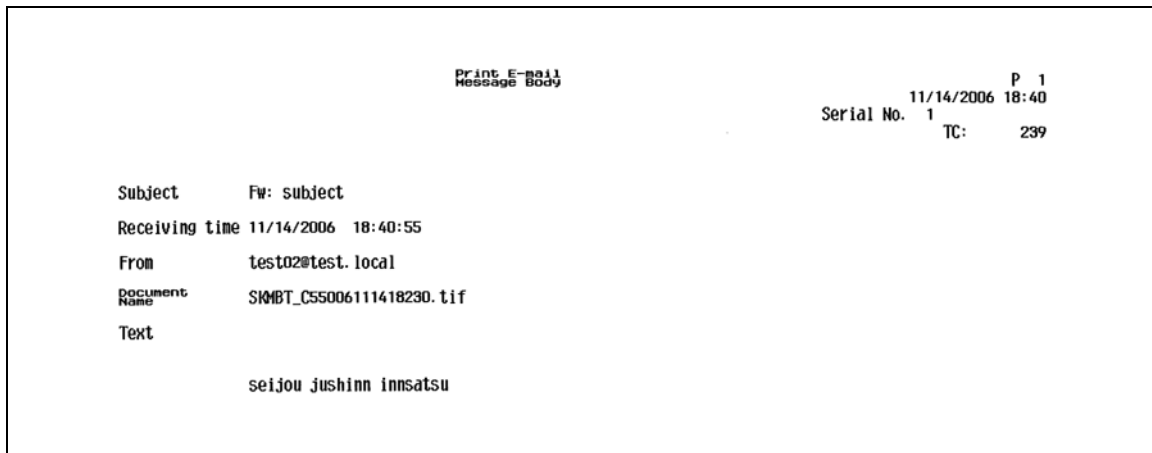 Print E-mail
Message Body
P 1
11/14/2006 18:40
Serial No. 1
TC: 239
Subject Fw: subject
Receiving time 11/14/2006 18:40:55
From test02@test.local
Document
Name SKMBT_C55006111418230.tif
Text
seijou jushinn innsatsu